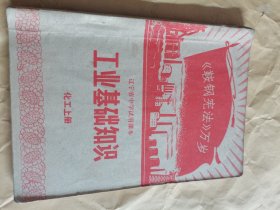 《鞍钢宪法》万岁
辽宁省中学试用课本
工业基础知识
化工上册